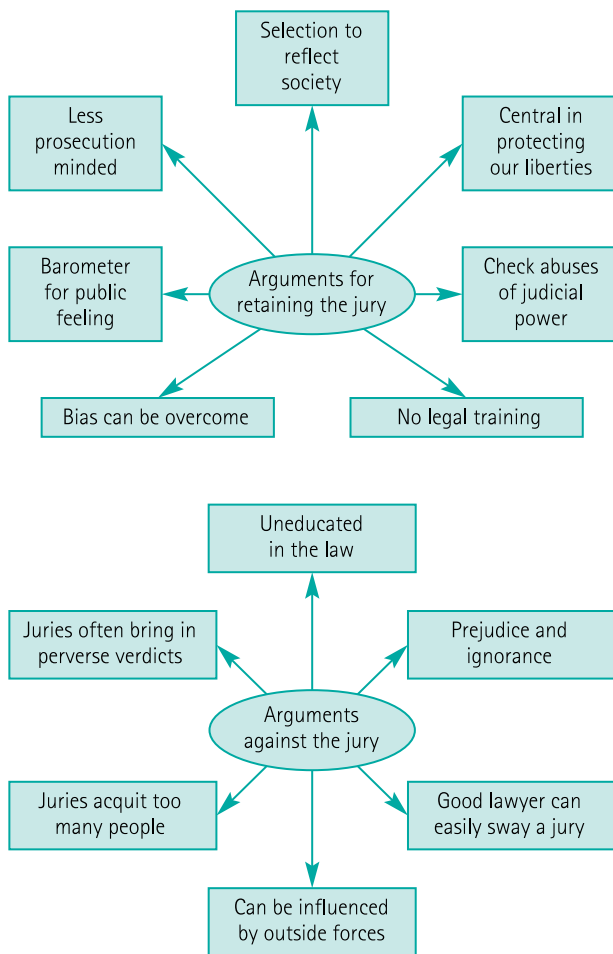 Selection to
reflect
society
Less
prosecution
minded
Central in
protecting
our liberties
Barometer
for public
feeling
Arguments for
retaining the jury
Check abuses
of judicial
power
Bias can be overcome
No legal training
Uneducated
in the law
Juries often bring in
perverse verdicts
Prejudice and
ignorance
Arguments
against the jury
Juries acquit too
many people
Good lawyer can
easily sway a jury
Can be influenced
by outside forces